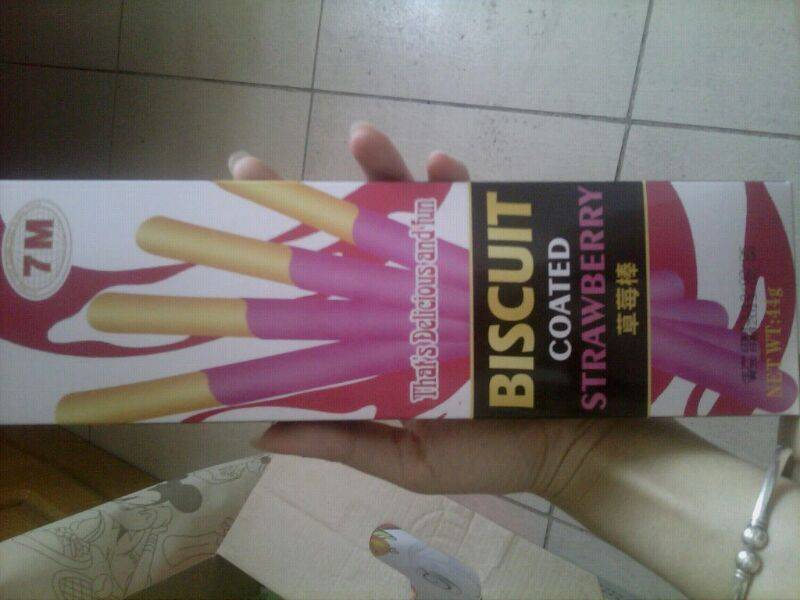 7M
That's Delicious and fun
BISCUIT
COATED
STRAWBERRY
草莓棒
NET WT:44g